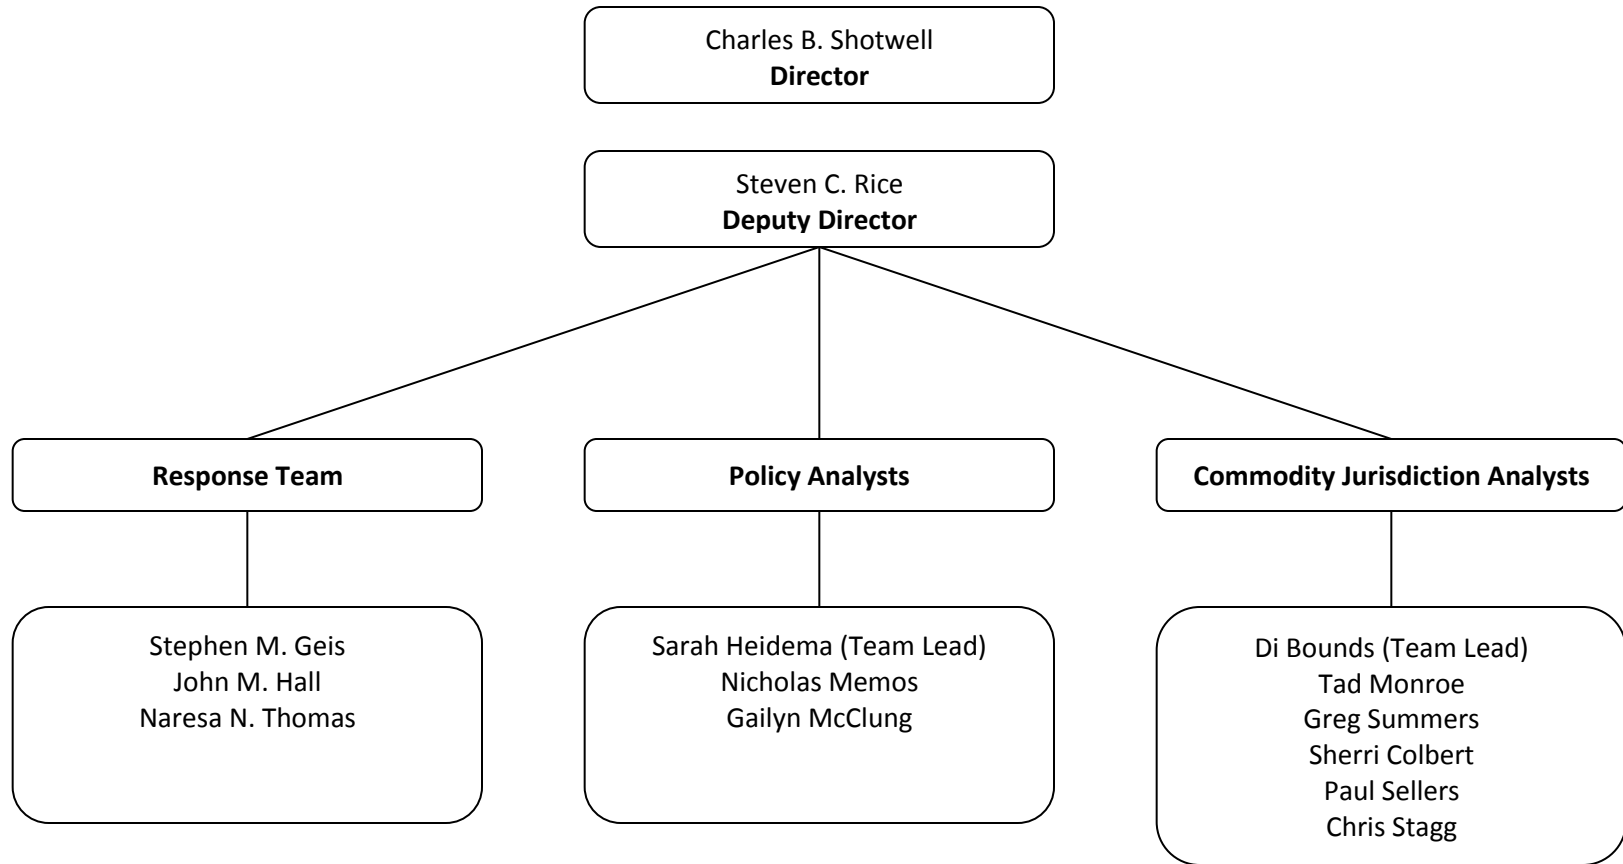 Charles B. Shotwell
Director
Steven C. Rice
Deputy Director
Response Team
Policy Analysts
Commodity Jurisdiction Analysts
Stephen M. Geis
John M. Hall
Naresa N. Thomas
Sarah Heidema (Team Lead)
Nicholas Memos
Gailyn McClung
Di Bounds (Team Lead)
Tad Monroe
Greg Summers
Sherri Colbert
Paul Sellers
Chris Stagg